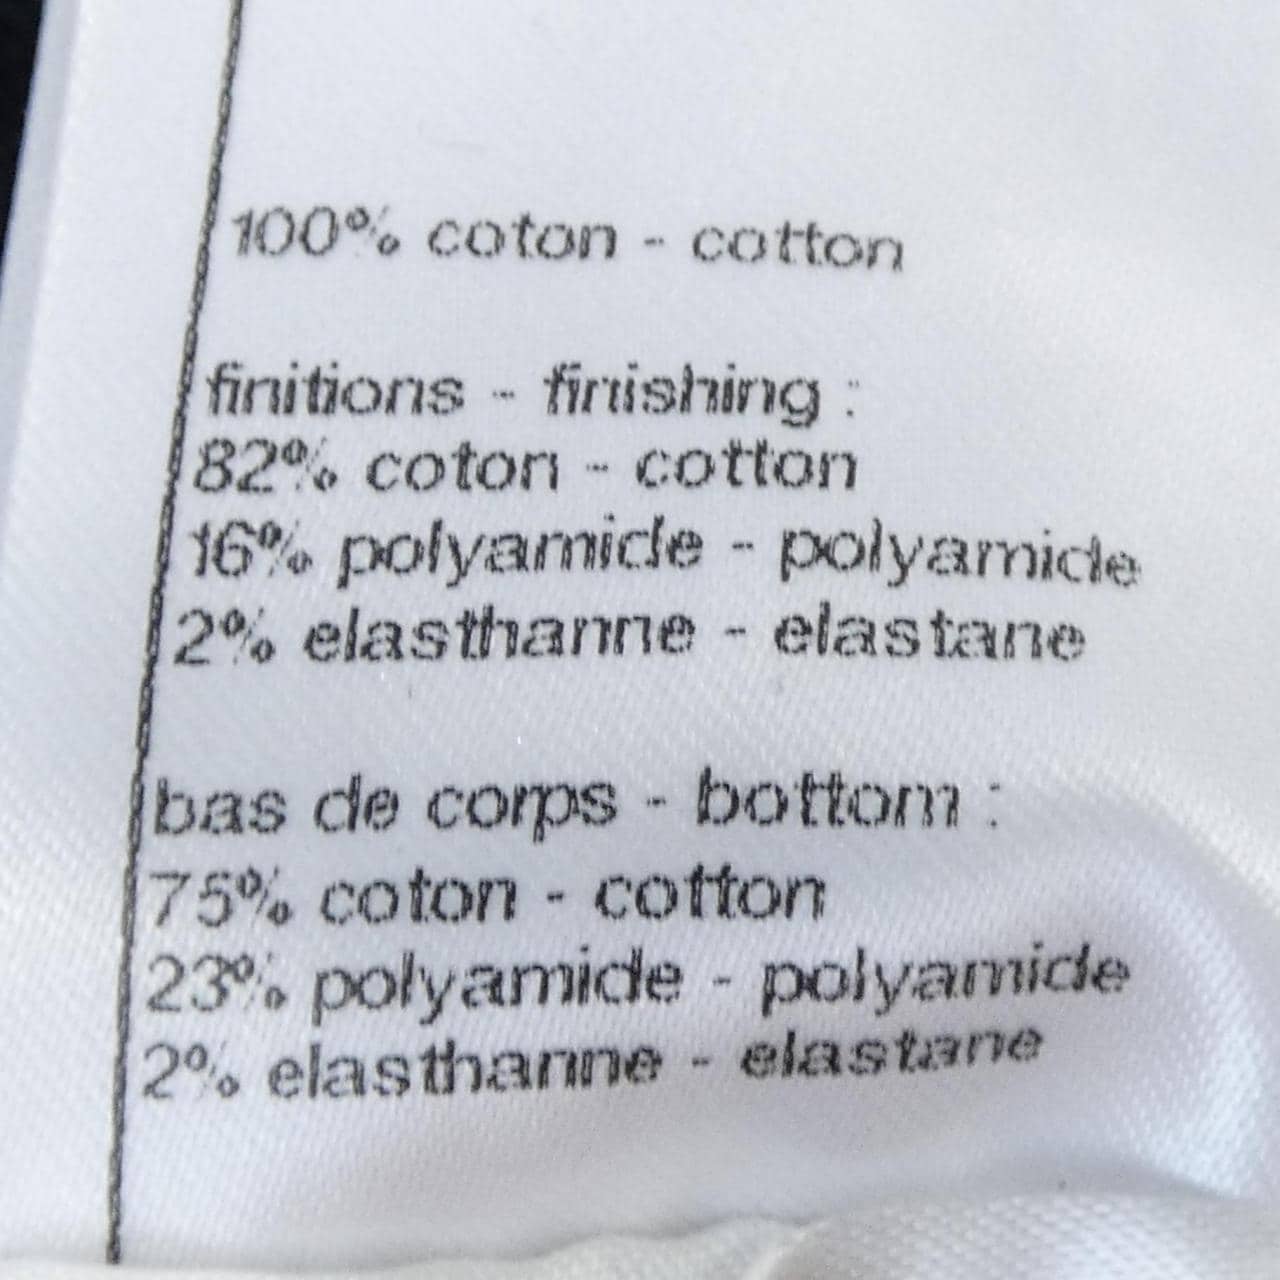 100% coton - cotton
finitions - finishing :
82% coton - cotton
16% polyamide - polyamide
2% elasthanne - elastane
bas de corps - bottom :
75% coton - cotton
23% polyamide - polyamide
2% elasthanne - elastane